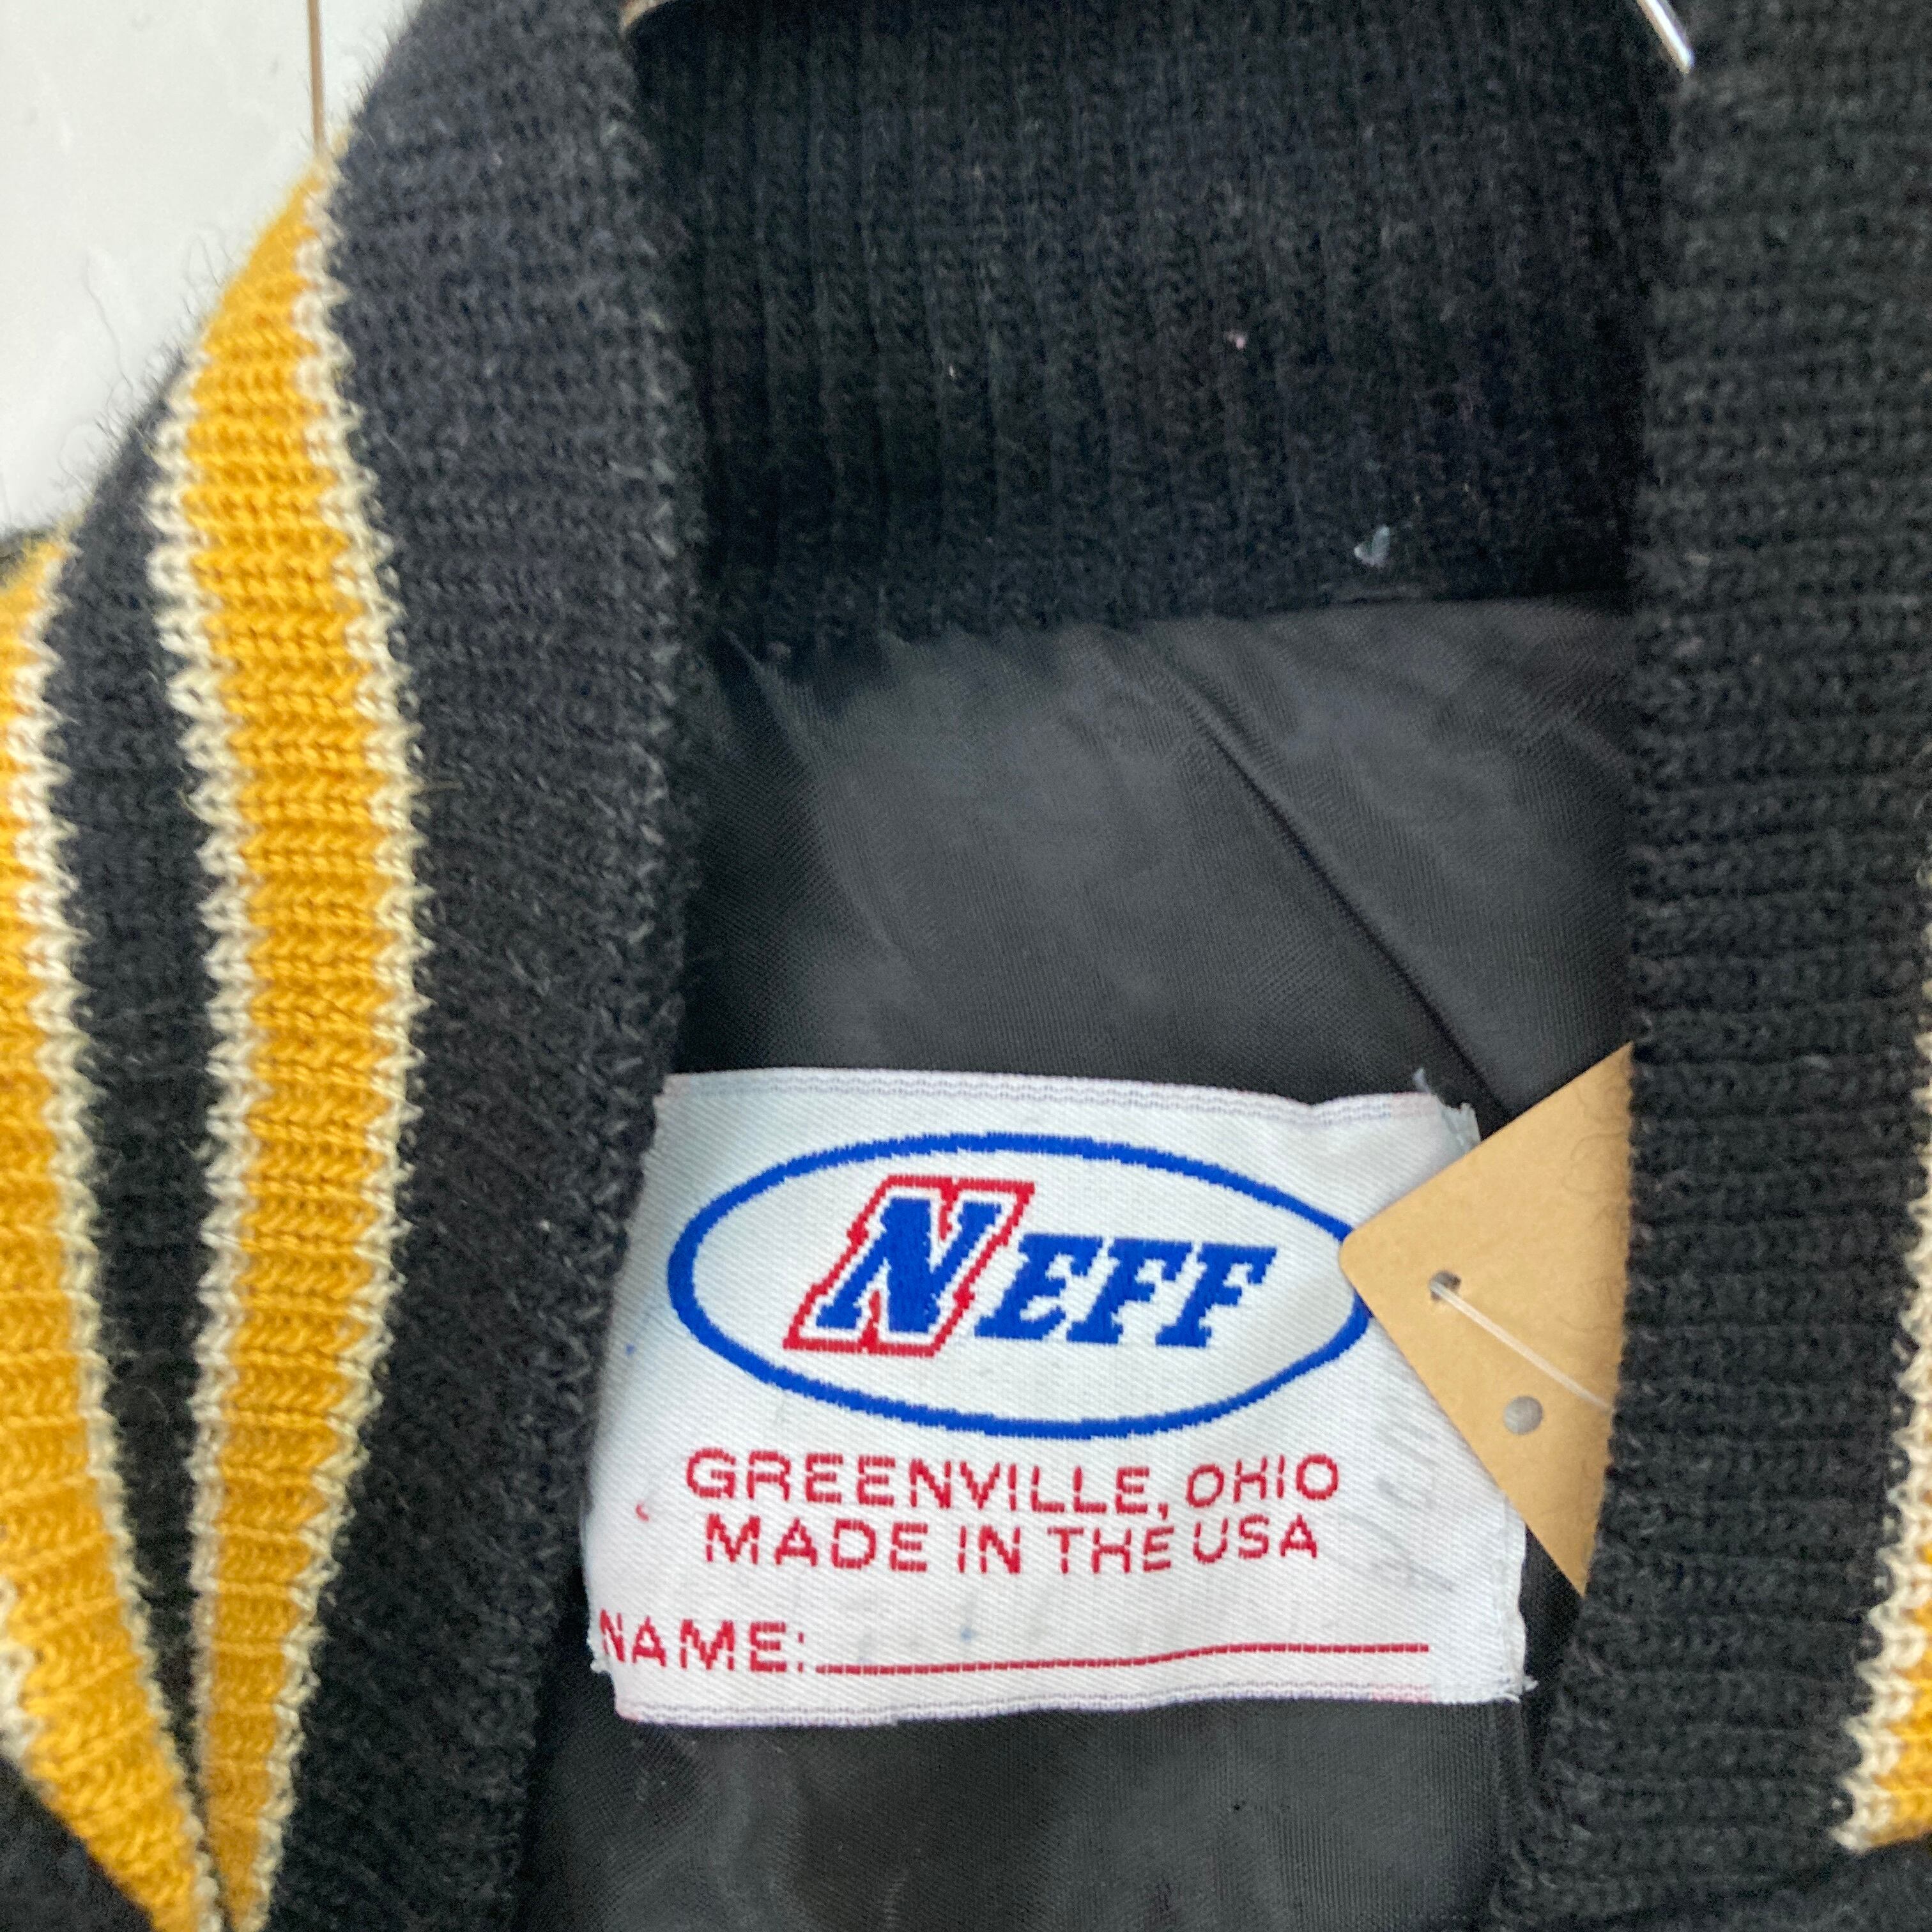 NEFF
GREENVILLE, OHIO
MADE IN THE USA
NAME: